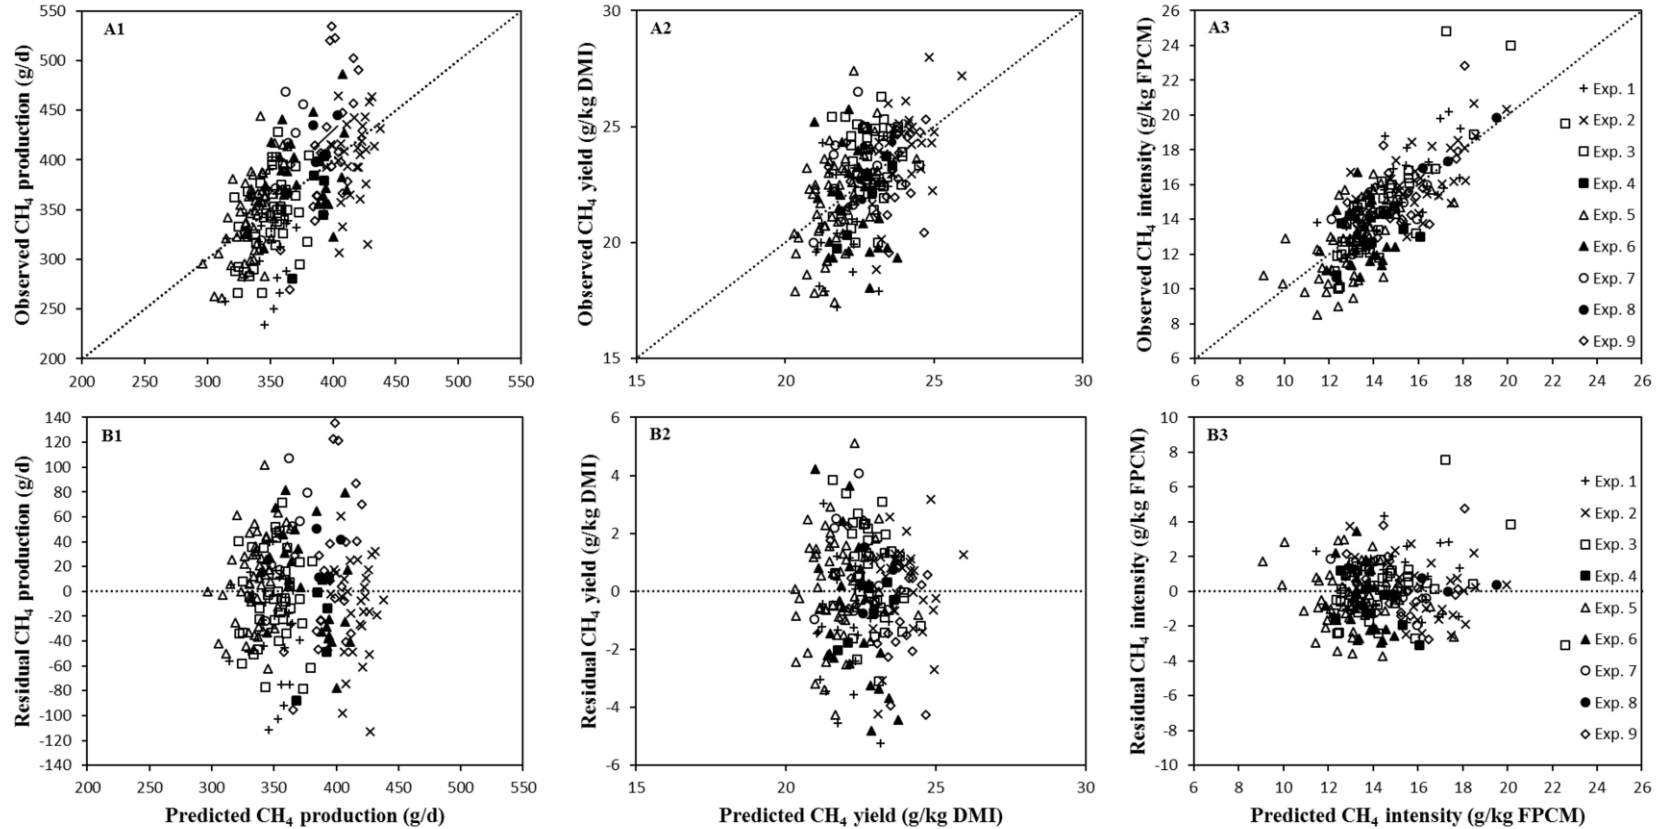 A1
Observed CH4 production (g/d)
550
500
450
400
350
300
250
200
200 250 300 350 400 450 500 550
A2
Observed CH4 yield (g/kg DMI)
30
25
20
15
15 20 25 30
A3
Observed CH4 intensity (g/kg FPCM)
26
24
22
20
18
16
14
12
10
8
6
6 8 10 12 14 16 18 20 22 24 26
Exp. 1
Exp. 2
Exp. 3
Exp. 4
Exp. 5
Exp. 6
Exp. 7
Exp. 8
Exp. 9
B1
Residual CH4 production (g/d)
140
120
100
80
60
40
20
0
-20
-40
-60
-80
-100
-120
-140
200 250 300 350 400 450 500 550
Predicted CH4 production (g/d)
B2
Residual CH4 yield (g/kg DMI)
6
4
2
0
-2
-4
-6
15 20 25 30
Predicted CH4 yield (g/kg DMI)
B3
Residual CH4 intensity (g/kg FPCM)
10
8
6
4
2
0
-2
-4
-6
-8
-10
6 8 10 12 14 16 18 20 22 24 26
Predicted CH4 intensity (g/kg FPCM)
Exp. 1
Exp. 2
Exp. 3
Exp. 4
Exp. 5
Exp. 6
Exp. 7
Exp. 8
Exp. 9